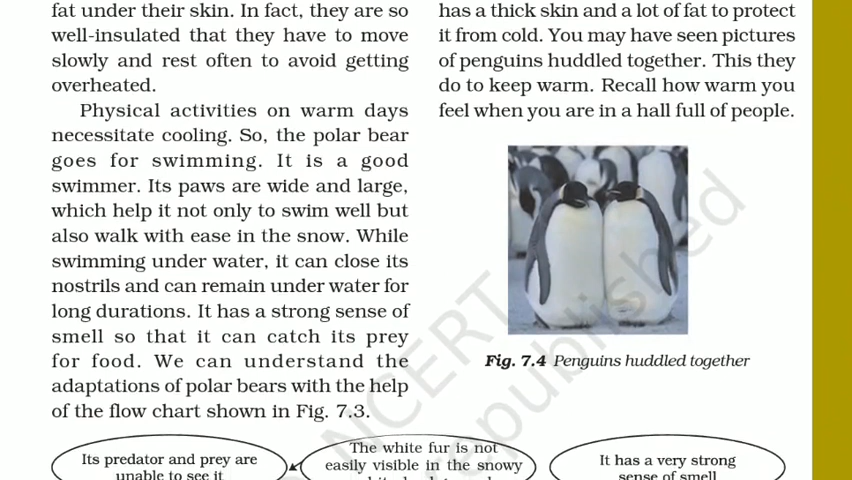 fat under their skin. In fact, they are so
well-insulated that they have to move
slowly and rest often to avoid getting
overheated.
Physical activities on warm days
necessitate cooling. So, the polar bear
goes for swimming. It is a good
swimmer. Its paws are wide and large,
which help it not only to swim well but
also walk with ease in the snow. While
swimming under water, it can close its
nostrils and can remain under water for
long durations. It has a strong sense of
smell so that it can catch its prey
for food. We can understand the
adaptations of polar bears with the help
of the flow chart shown in Fig. 7.3.
has a thick skin and a lot of fat to protect
it from cold. You may have seen pictures
of penguins huddled together. This they
do to keep warm. Recall how warm you
feel when you are in a hall full of people.
Fig. 7.4 Penguins huddled together
Its predator and prey are
unable to see it
The white fur is not
easily visible in the snowy
It has a very strong
sense of smell
NCERT
republished